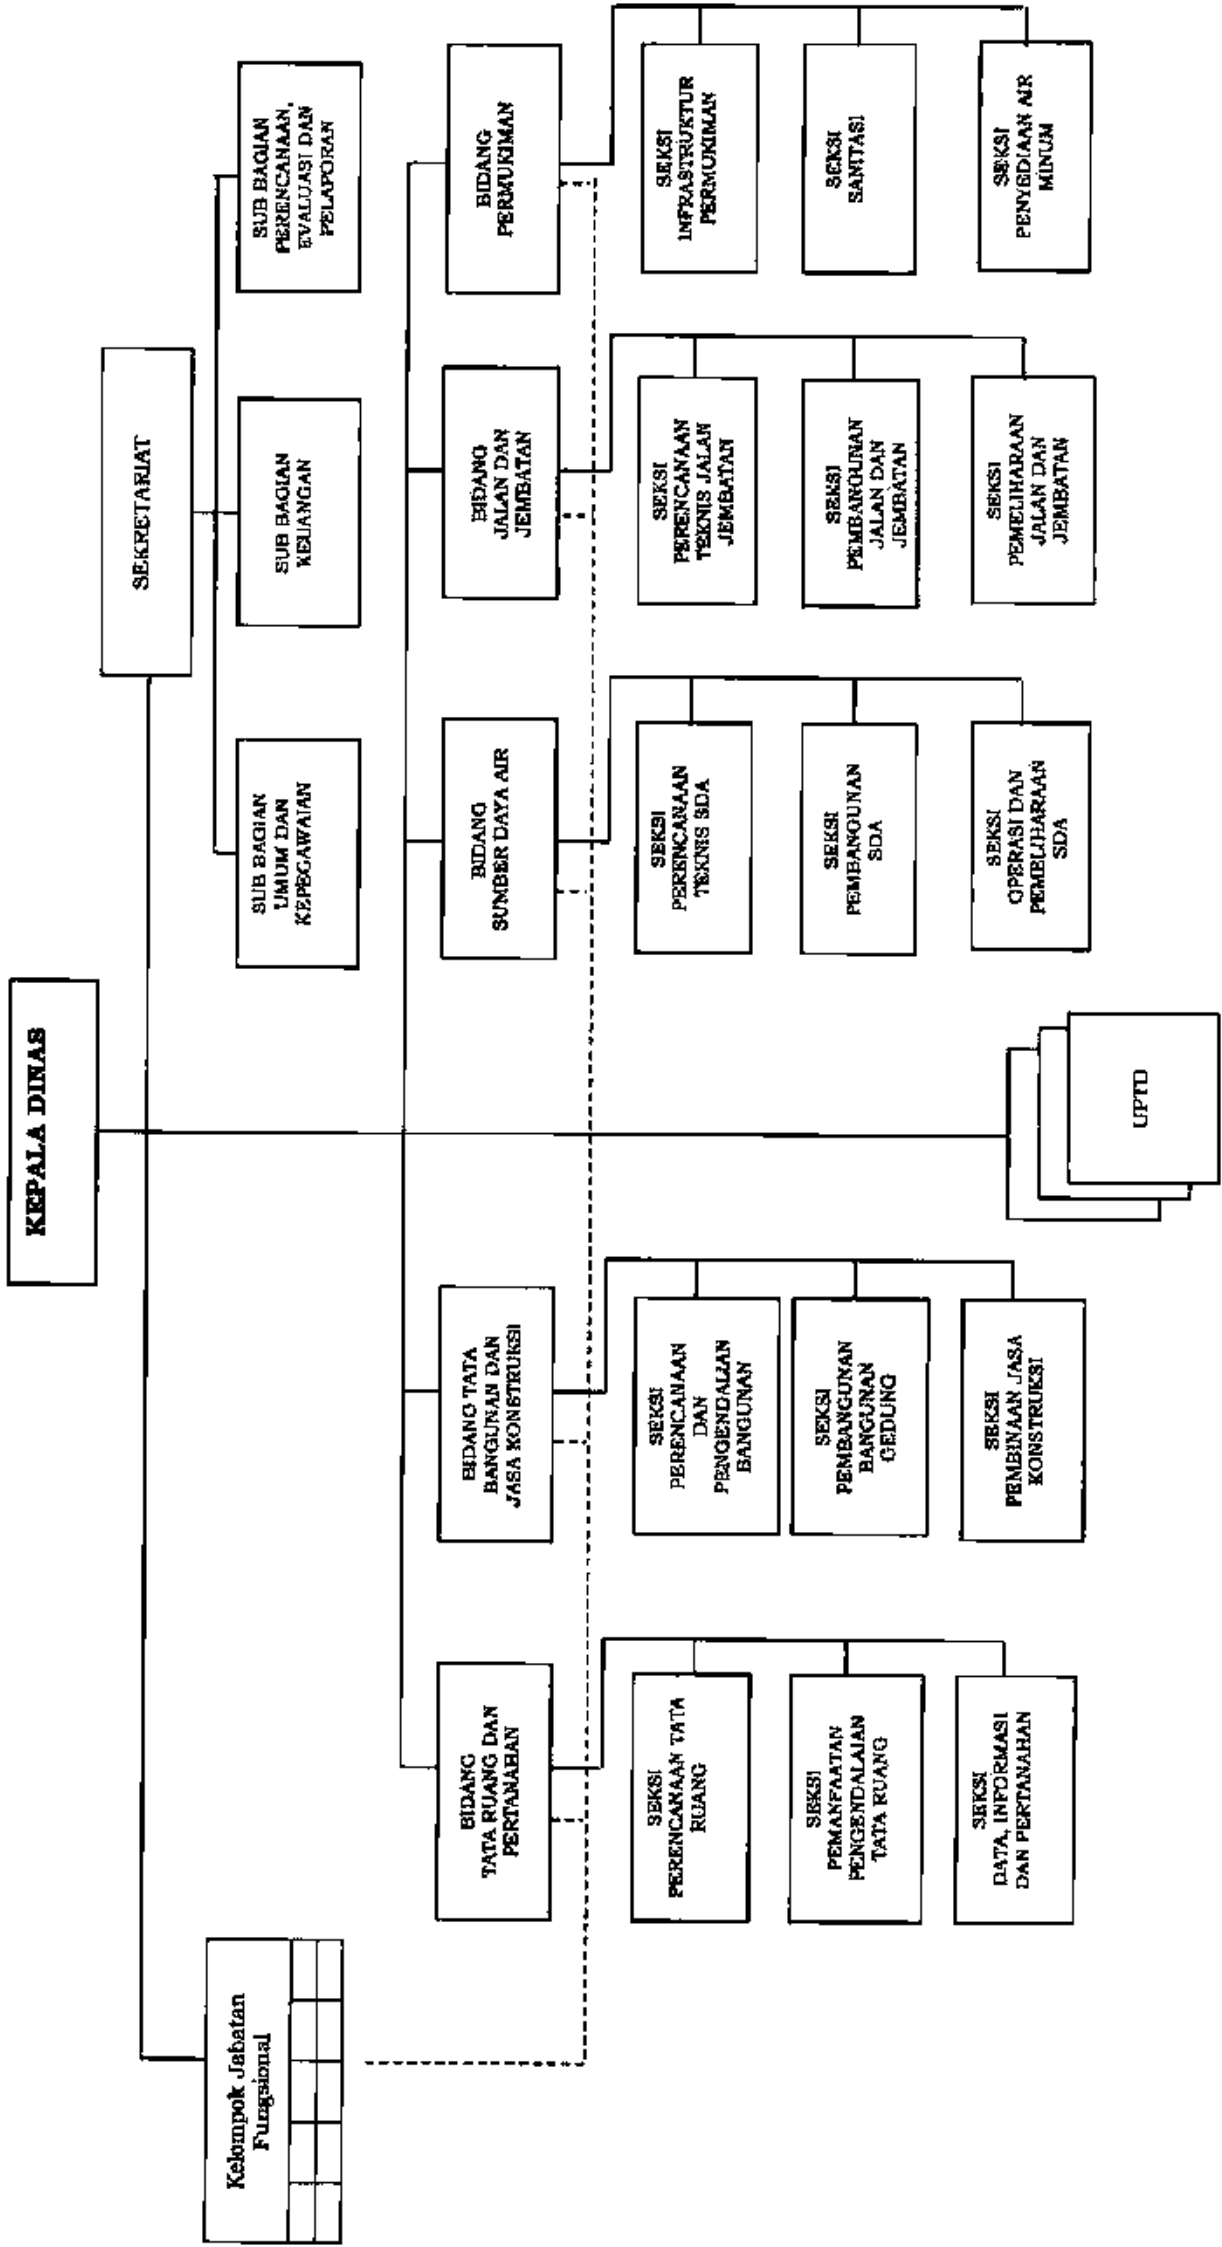 KEPALA DINAS
SEKRETARIAT
Kelompok Jabatan
Fungsional
SUB BAGIAN
UMUM DAN
KEPEGAWAIAN
SUB BAGIAN
KEUANGAN
SUB BAGIAN
PERENCANAAN,
EVALUASI DAN
PELAPORAN
BIDANG
TATA RUANG DAN
PERTANAHAN
BIDANG TATA
BANGUNAN DAN
JASA KONSTRUKSI
BIDANG
SUMBER DAYA AIR
BIDANG
JALAN DAN
JEMBATAN
BIDANG
PERMUKIMAN
SEKSI
PERENCANAAN TATA
RUANG
SEKSI
PERENCANAAN
DAN
PENGENDALIAN
BANGUNAN
SEKSI
PERENCANAAN
TEKNIS SDA
SEKSI
PERENCANAAN
TEKNIS JALAN
JEMBATAN
SEKSI
INFRASTRUKTUR
PERMUKIMAN
SEKSI
PEMANFAATAN
PENGENDALAIAN
TATA RUANG
SEKSI
PEMBANGUNAN
BANGUNAN
GEDUNG
SEKSI
PEMBANGUNAN
SDA
SEKSI
PEMBANGUNAN
JALAN DAN
JEMBATAN
SEKSI
SANITASI
SEKSI
DATA, INFORMASI
DAN PERTANAHAN
SEKSI
PEMBINAAN JASA
KONSTRUKSI
SEKSI
OPERASI DAN
PEMELIHARAAN
SDA
SEKSI
PEMELIHARAAN
JALAN DAN
JEMBATAN
SEKSI
PENYEDIAAN AIR
MINUM
UPTD